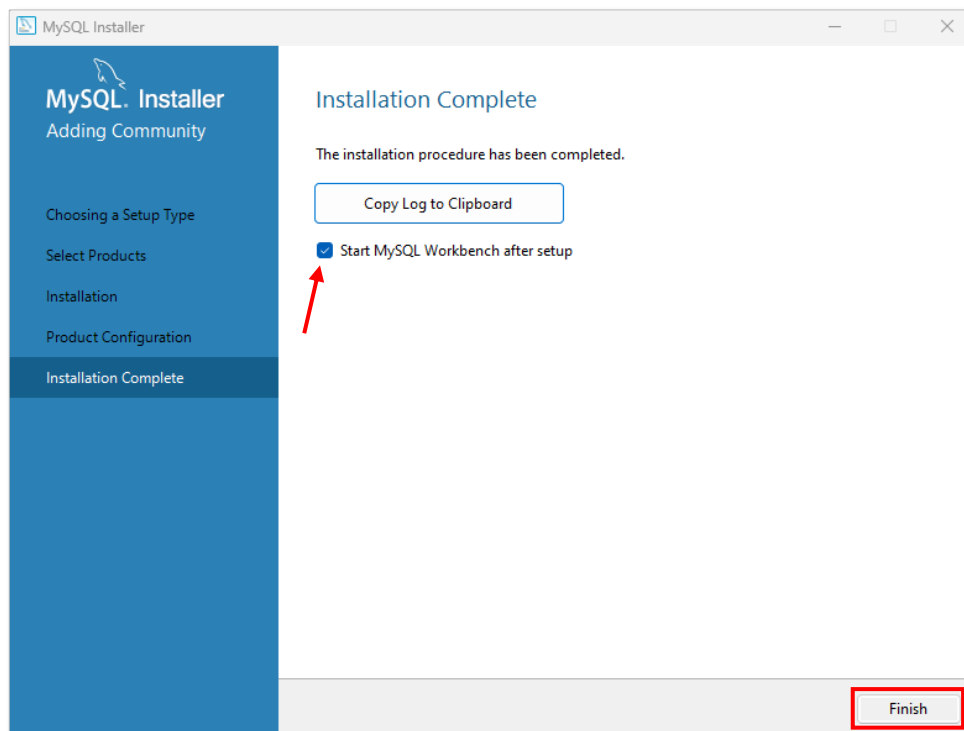 MySQL Installer
MySQL. Installer
Adding Community
Choosing a Setup Type
Select Products
Installation
Product Configuration
Installation Complete
Installation Complete
The installation procedure has been completed.
Copy Log to Clipboard
Start MySQL Workbench after setup
Finish